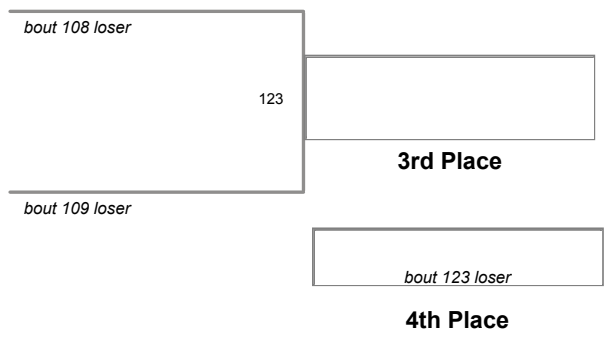 bout 108 loser
123
3rd Place
bout 109 loser
bout 123 loser
4th Place